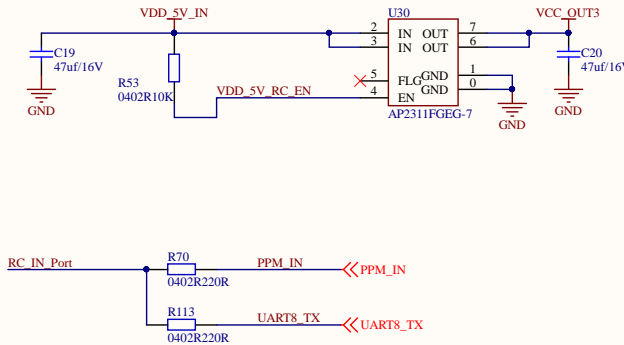 VDD_5V_IN
U30
VCC_OUT3
C19
47uf/16V
GND
R53
0402R10K
VDD_5V_RC_EN
2 IN OUT 7
3 IN OUT 6
5 FLG GND 1
GND 0
4 EN
AP2311FGEG-7
GND
C20
47uf/16V
GND
RC_IN_Port
R70
0402R220R
PPM_IN
PPM_IN
R113
0402R220R
UART8_TX
UART8_TX